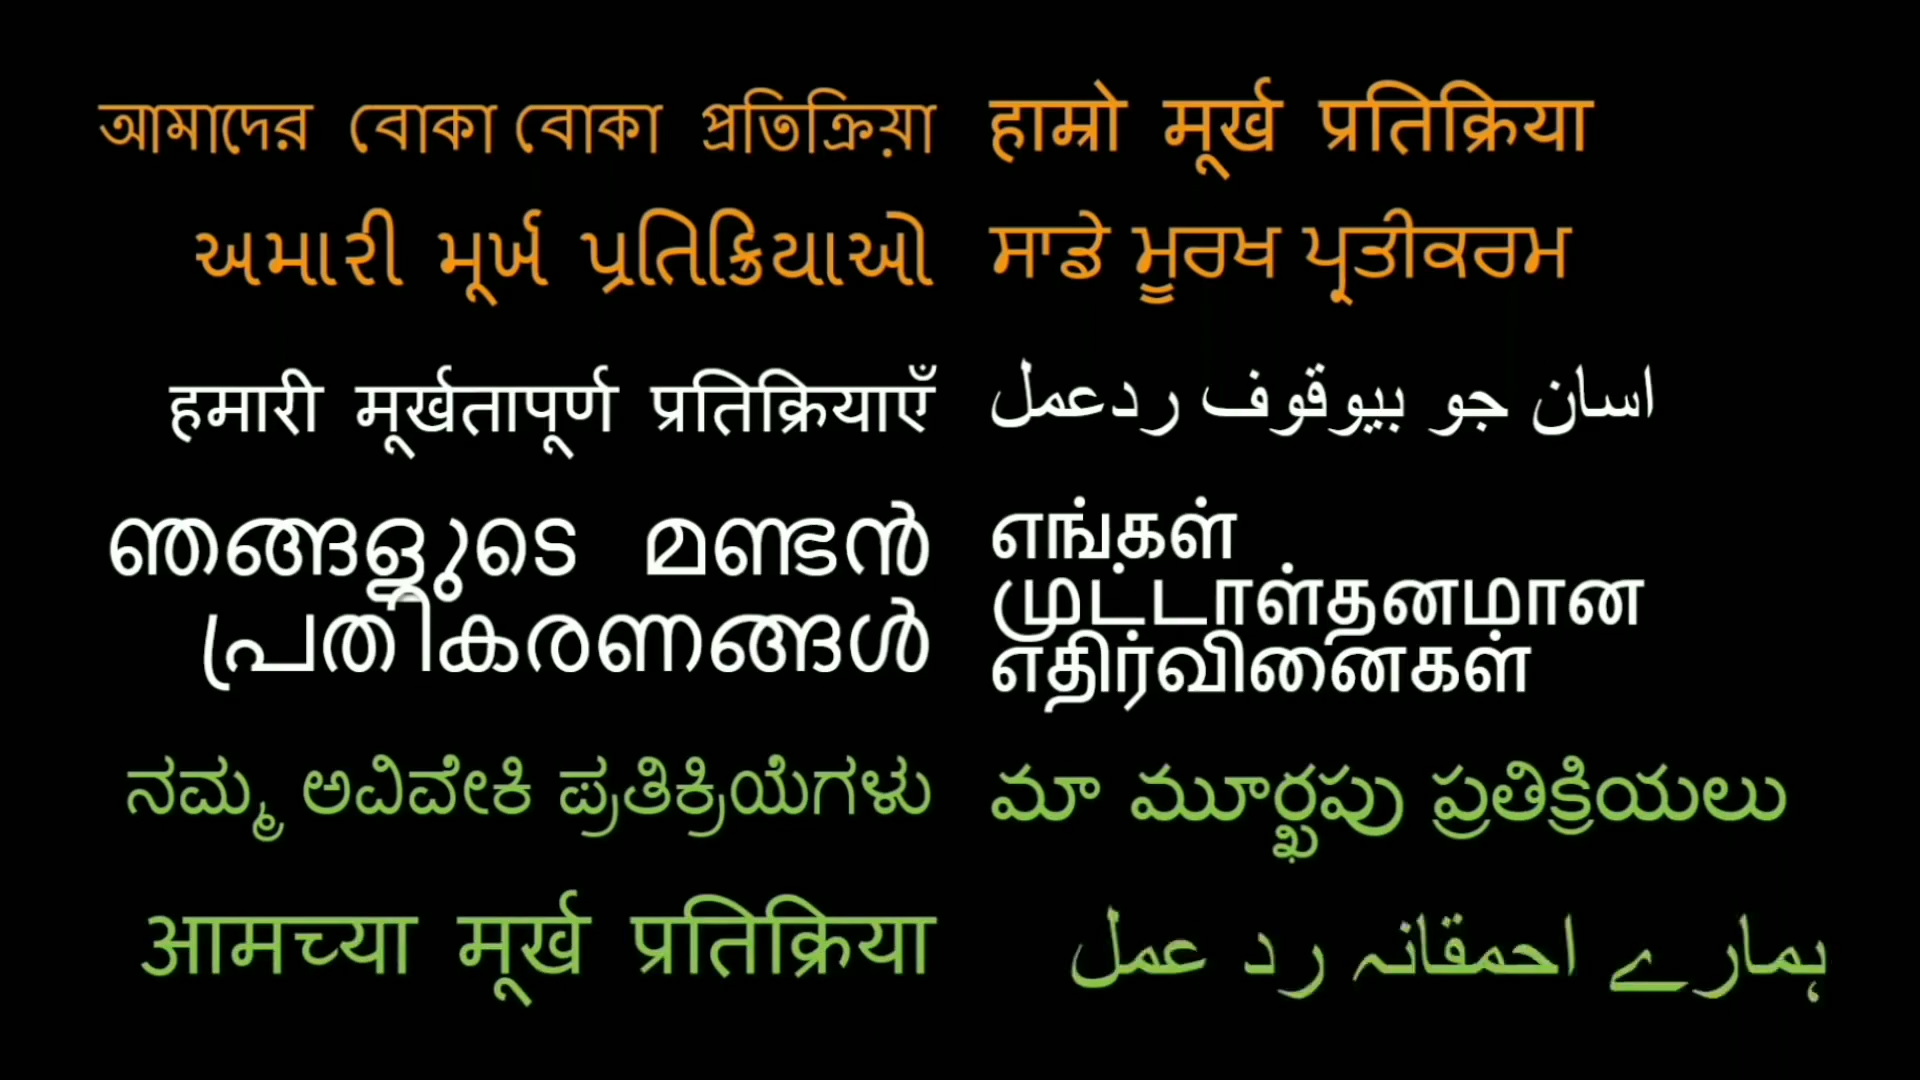 আমাদের বোকা বোকা প্রতিক্রিয়া
हाम्रो मूर्ख प्रतिक्रिया
અમારી મૂર્ખ પ્રતિક્રિયાઓ
ਸਾਡੇ ਮੂਰਖ ਪ੍ਰਤੀਕਰਮ
हमारी मूर्खतापूर्ण प्रतिक्रियाएँ
اسان جو بيوقوف ردعمل
ഞങ്ങളുടെ മണ്ടൻ
പ്രതികരണങ്ങൾ
எங்கள்
முட்டாள்தனமான
எதிர்வினைகள்
ನಮ್ಮ ಅವಿವೇಕಿ ಪ್ರತಿಕ್ರಿಯೆಗಳು
మా మూర్ఖపు ప్రతిక్రియలు
आमच्या मूर्ख प्रतिक्रिया
ہمارے احمقانہ رد عمل